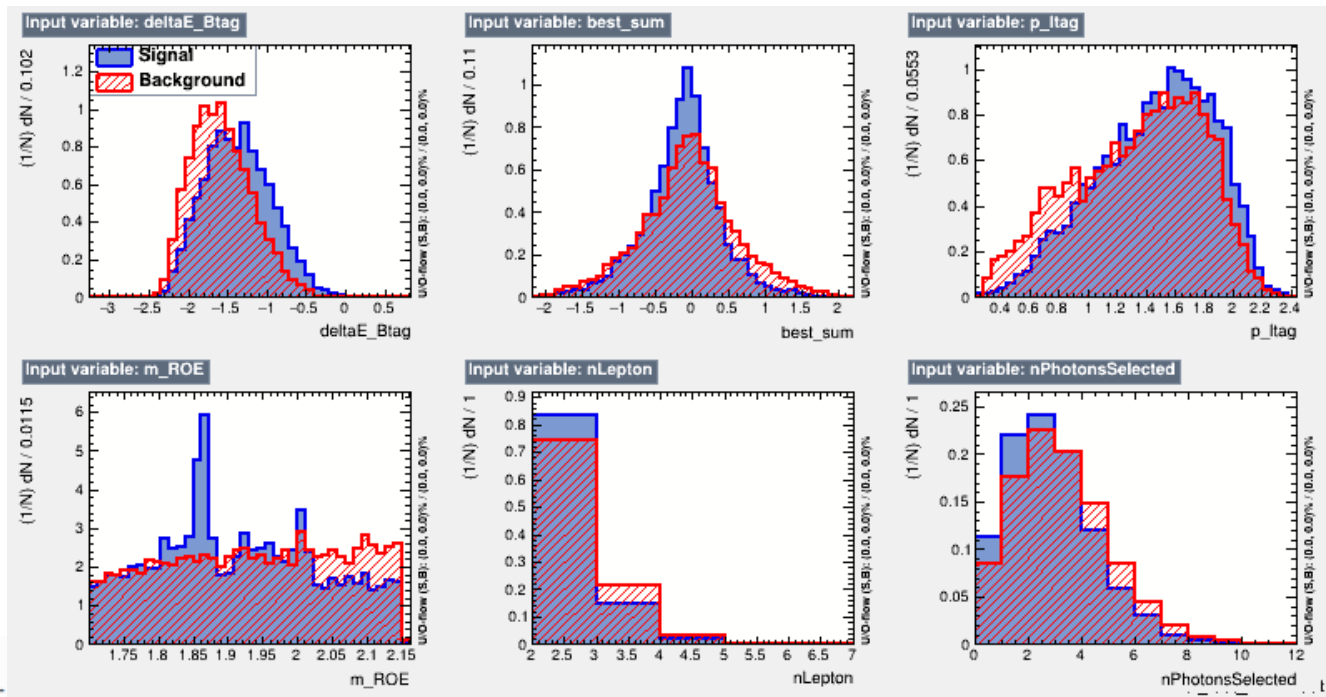 Input variable: deltaE_Btag
Signal
Background
(1/N) dN / 0.102
1.2
1
0.8
0.6
0.4
0.2
0
−3 −2.5 −2 −1.5 −1 −0.5 0 0.5
deltaE_Btag
U/O-flow (S,B): (0.0, 0.0)% / (0.0, 0.0)%
Input variable: best_sum
(1/N) dN / 0.11
1
0.8
0.6
0.4
0.2
0
−2 −1.5 −1 −0.5 0 0.5 1 1.5 2
best_sum
U/O-flow (S,B): (0.0, 0.0)% / (0.0, 0.0)%
Input variable: p_ltag
(1/N) dN / 0.0553
1
0.8
0.6
0.4
0.2
0
0.4 0.6 0.8 1 1.2 1.4 1.6 1.8 2 2.2 2.4
p_ltag
U/O-flow (S,B): (0.0, 0.0)% / (0.0, 0.0)%
Input variable: m_ROE
(1/N) dN / 0.0115
6
5
4
3
2
1
0
1.75 1.8 1.85 1.9 1.95 2 2.05 2.1 2.15
m_ROE
U/O-flow (S,B): (0.0, 0.0)% / (0.0, 0.0)%
Input variable: nLepton
(1/N) dN / 1
0.9
0.8
0.7
0.6
0.5
0.4
0.3
0.2
0.1
0
2 2.5 3 3.5 4 4.5 5 5.5 6 6.5 7
nLepton
U/O-flow (S,B): (0.0, 0.0)% / (0.0, 0.0)%
Input variable: nPhotonsSelected
(1/N) dN / 1
0.25
0.2
0.15
0.1
0.05
0
0 2 4 6 8 10 12
nPhotonsSelected
U/O-flow (S,B): (0.0, 0.0)% / (0.0, 0.0)%